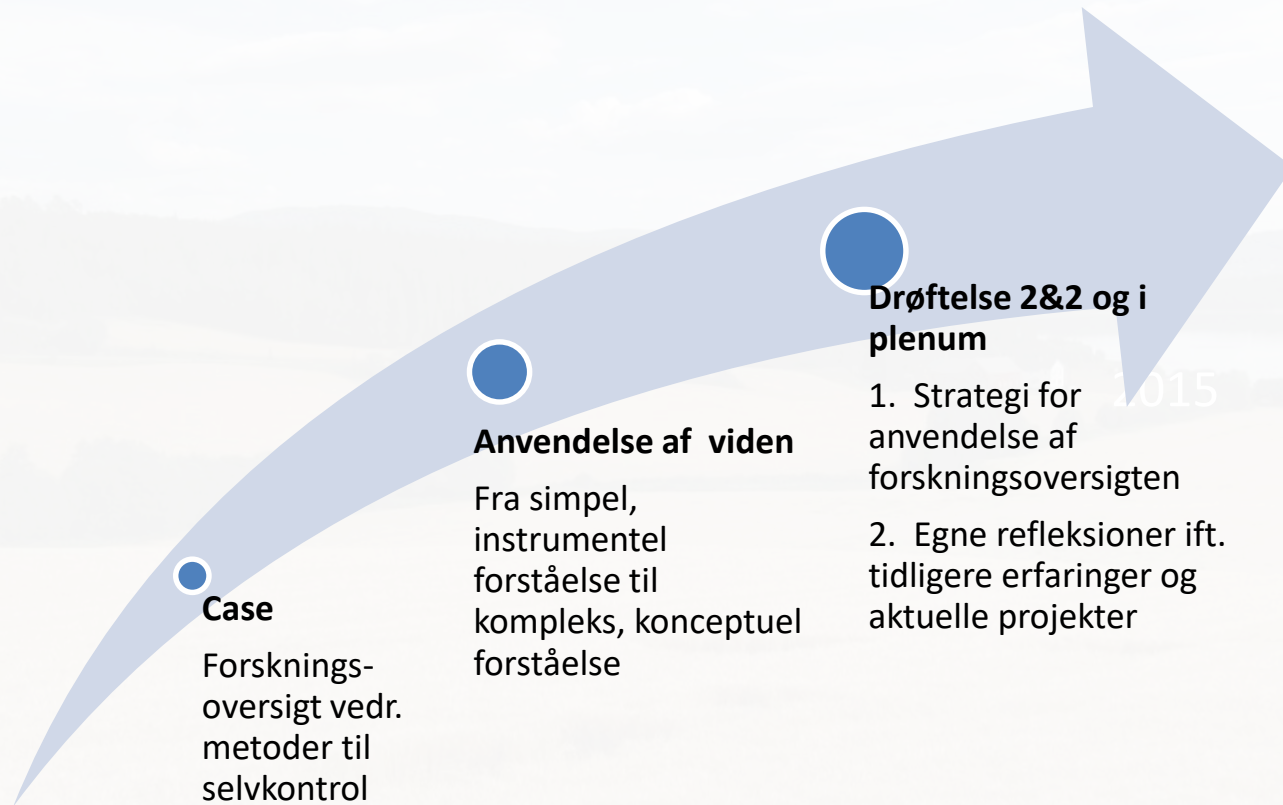 Case
Forsknings-
oversigt vedr.
metoder til
selvkontrol
Anvendelse af viden
Fra simpel,
instrumentel
forståelse til
kompleks, konceptuel
forståelse
Drøftelse 2&2 og i
plenum
1. Strategi for
anvendelse af
forskningsoversigten
2. Egne refleksioner ift.
tidligere erfaringer og
aktuelle projekter
2015